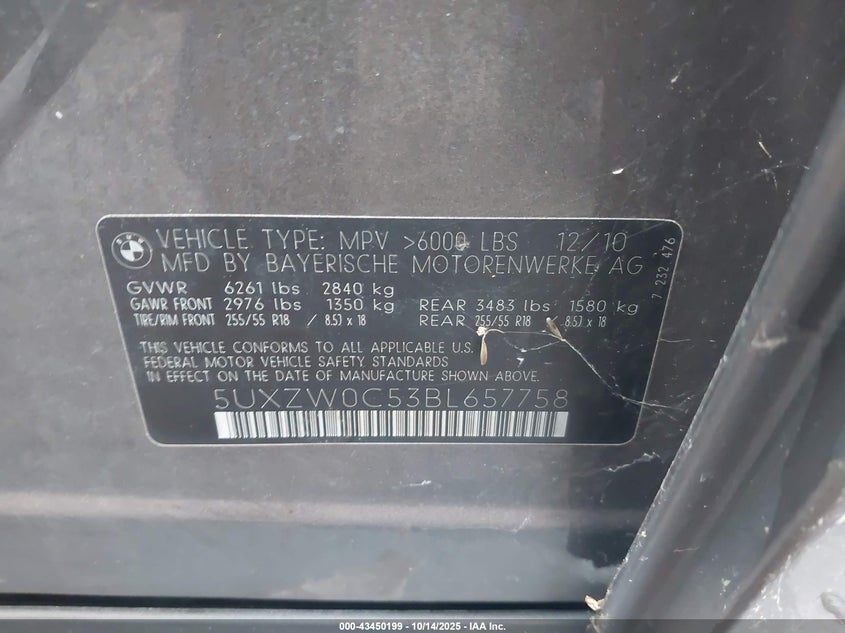 BMW
VEHICLE TYPE: MPV >6000 LBS 12/10
MFD BY BAYERISCHE MOTORENWERKE AG
GVWR 6261 lbs 2840 kg
GAWR FRONT 2976 lbs 1350 kg REAR 3483 lbs 1580 kg
TIRE/RIM FRONT 255/55 R18 / 8.5J x 18 REAR 255/55 R18 / 8.5J x 18
THIS VEHICLE CONFORMS TO ALL APPLICABLE U.S.
FEDERAL MOTOR VEHICLE SAFETY STANDARDS
IN EFFECT ON THE DATE OF MANUFACTURE SHOWN ABOVE.
5UXZW0C53BL657758
7 232 476
000-43450199 - 10/14/2025 - IAA Inc.